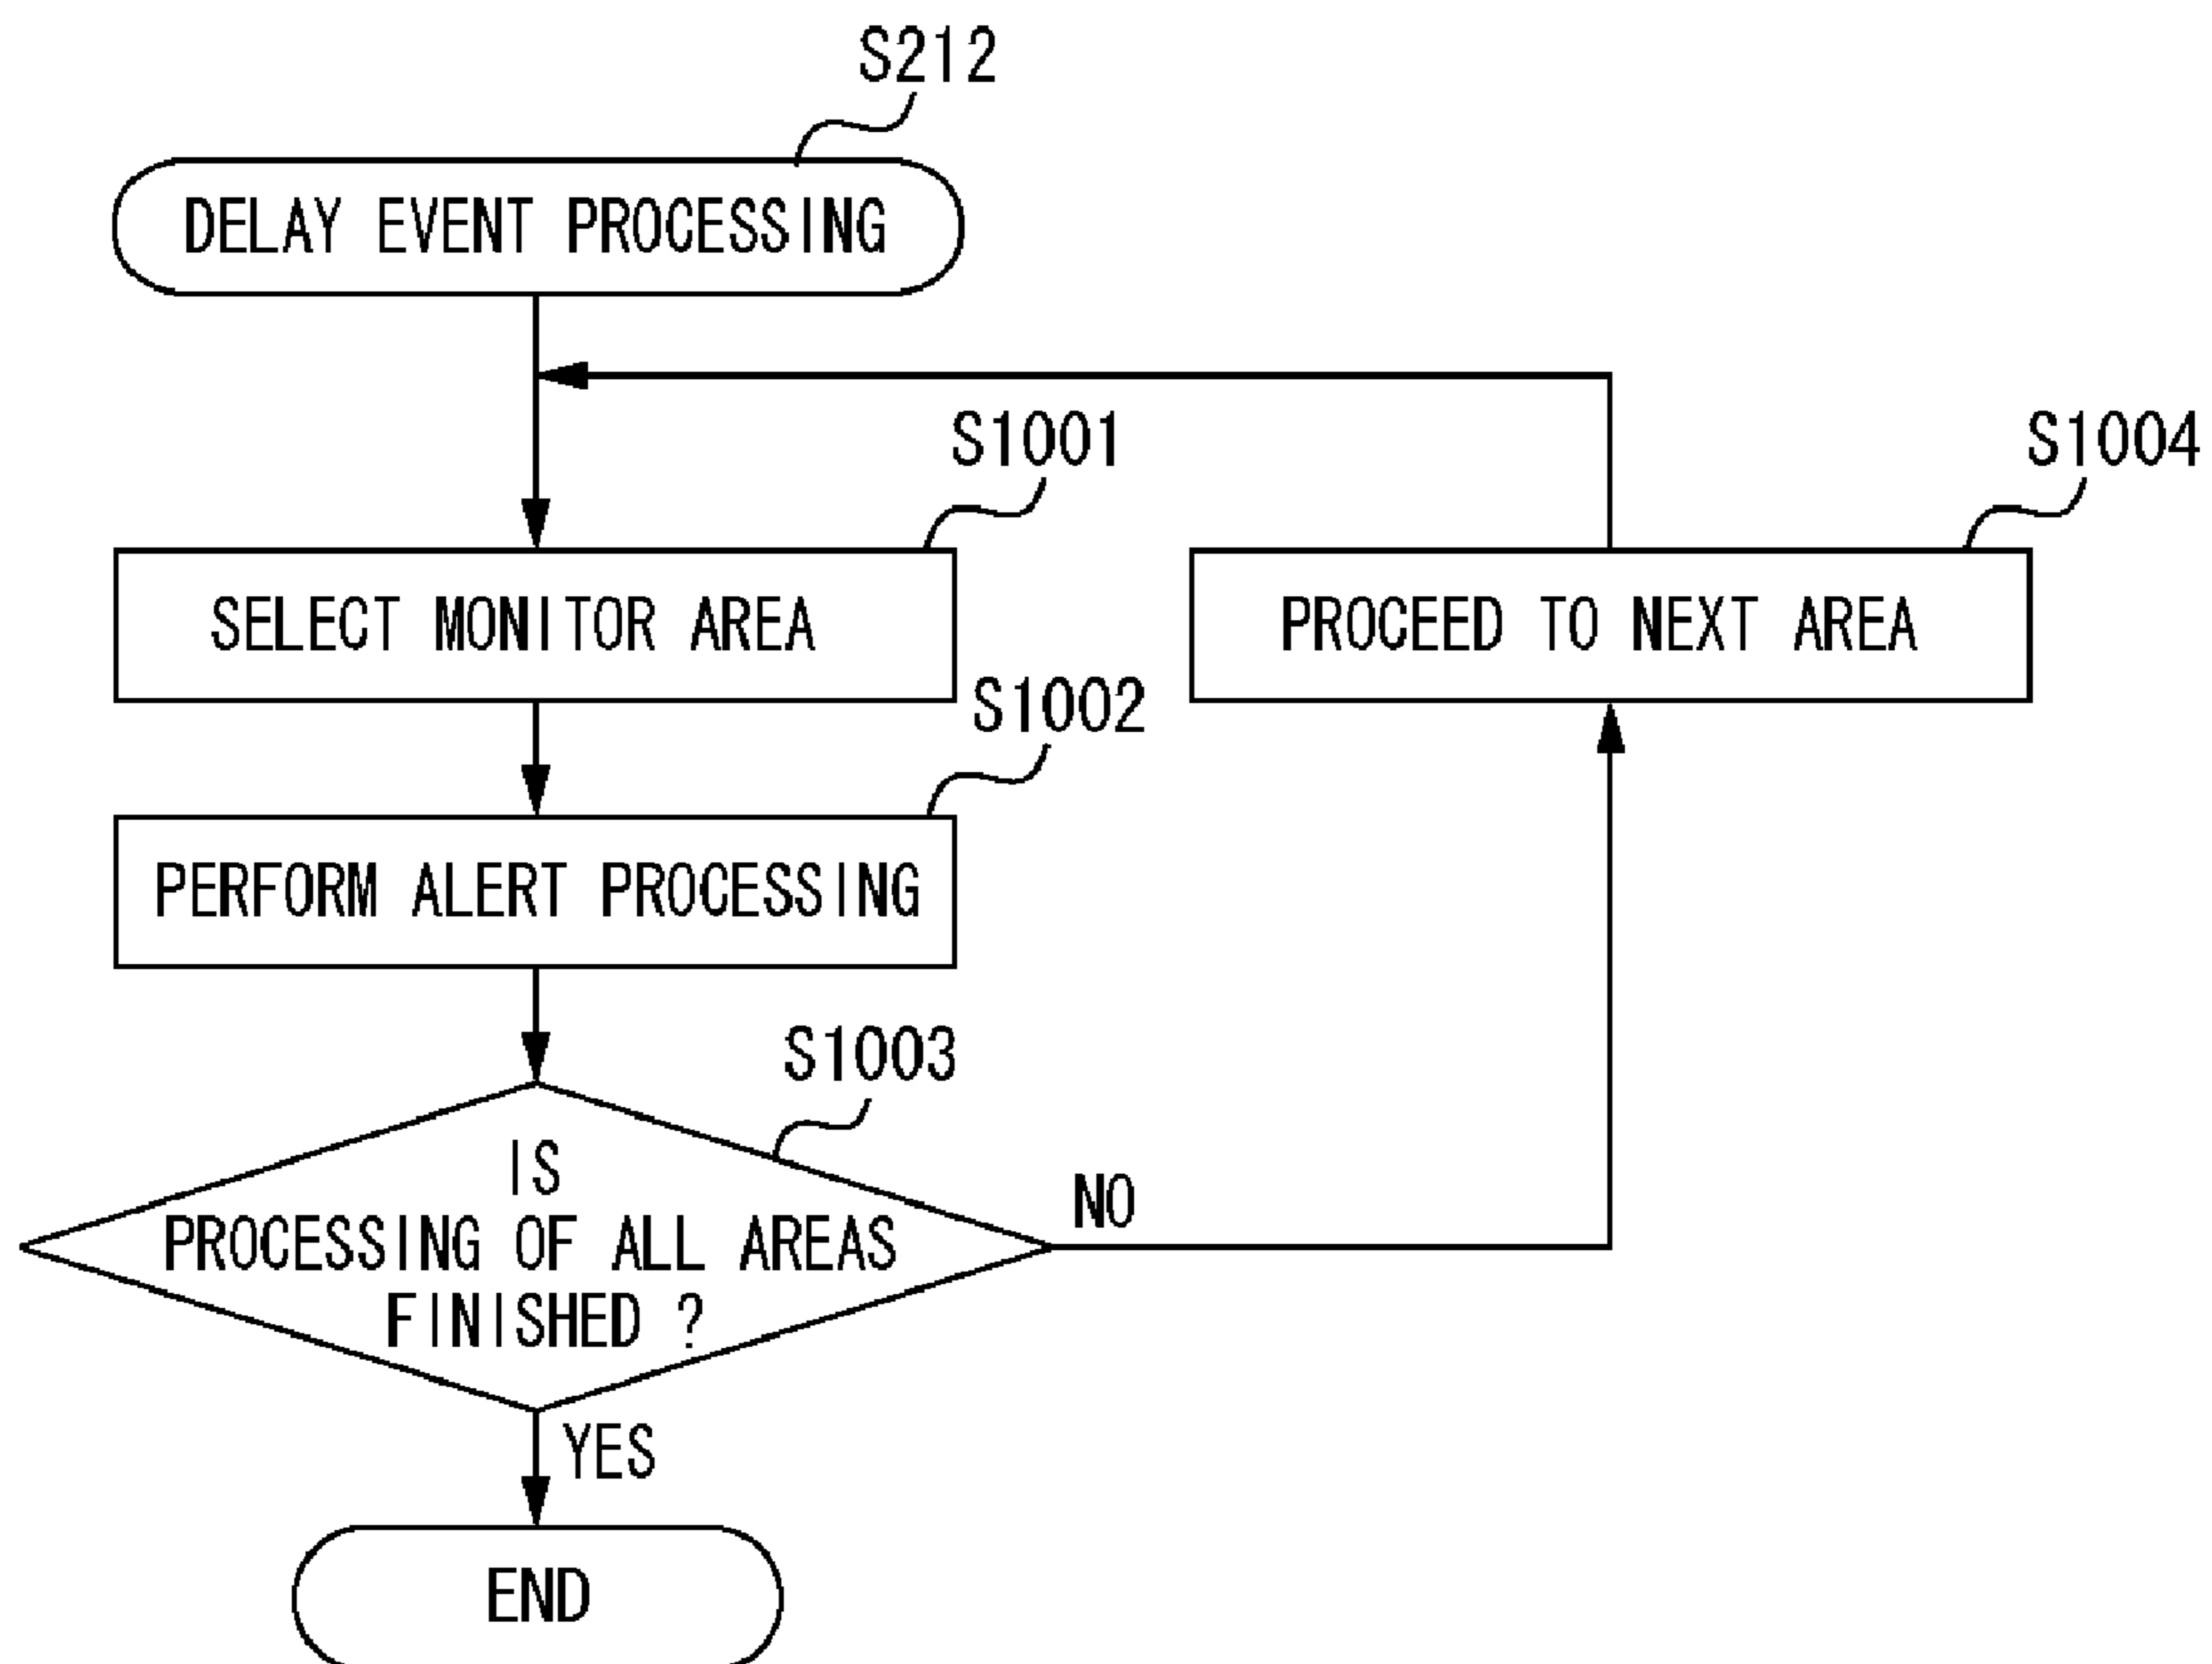 S212
DELAY EVENT PROCESSING
S1001
S1004
SELECT MONITOR AREA
PROCEED TO NEXT AREA
S1002
PERFORM ALERT PROCESSING
S1003
IS
PROCESSING OF ALL AREAS
FINISHED ?
NO
YES
END